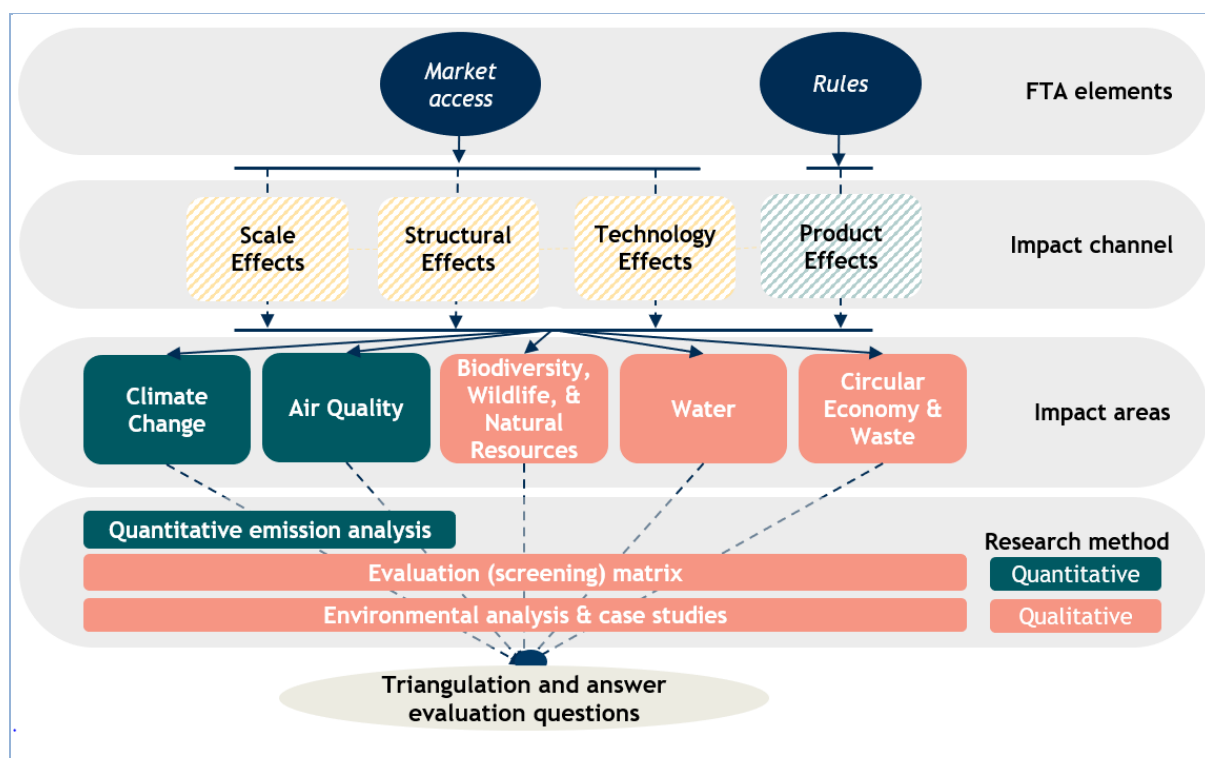 Market
access
Rules
FTA elements
Scale
Effects
Structural
Effects
Technology
Effects
Product
Effects
Impact channel
Climate
Change
Air Quality
Biodiversity,
Wildlife, &
Natural
Resources
Water
Circular
Economy &
Waste
Impact areas
Quantitative emission analysis
Evaluation (screening) matrix
Environmental analysis & case studies
Research method
Quantitative
Qualitative
Triangulation and answer
evaluation questions